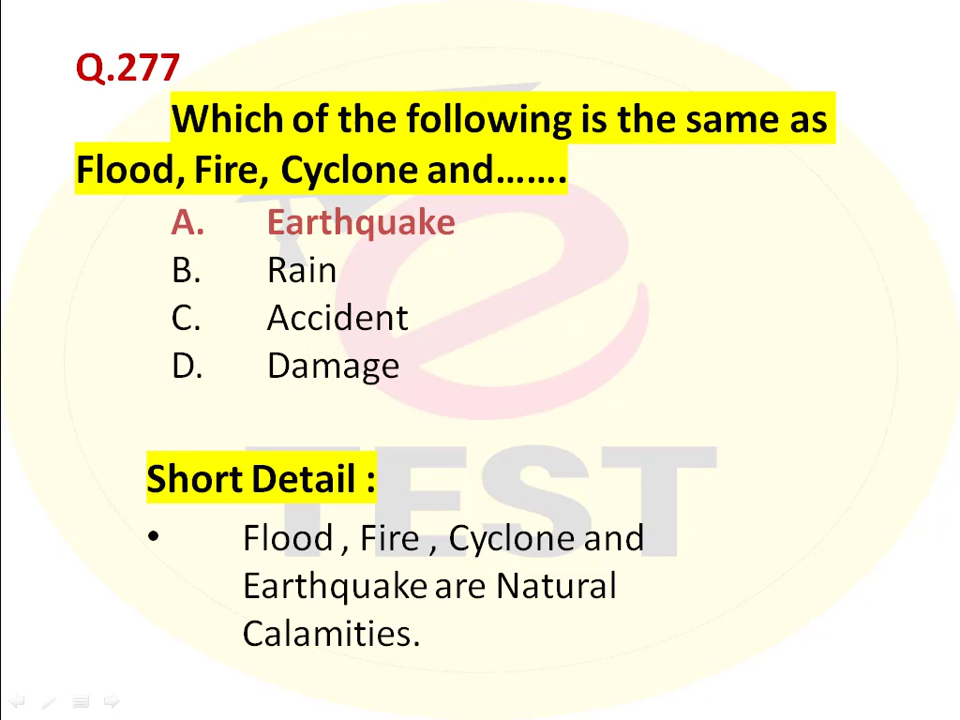 Q.277
Which of the following is the same as
Flood, Fire, Cyclone and…….
A. Earthquake
B. Rain
C. Accident
D. Damage
Short Detail :
• Flood , Fire , Cyclone and
Earthquake are Natural
Calamities.
e
TEST